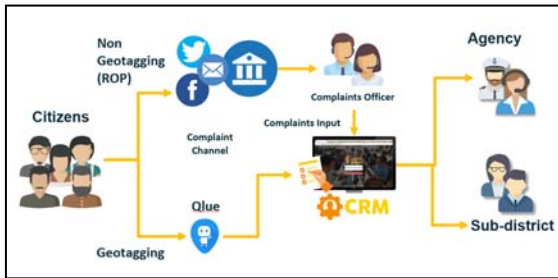 Non
Geotagging
(ROP)
Agency
Complaints Officer
Citizens
Complaints Input
Complaint
Channel
Qlue
CRM
Geotagging
Sub-district